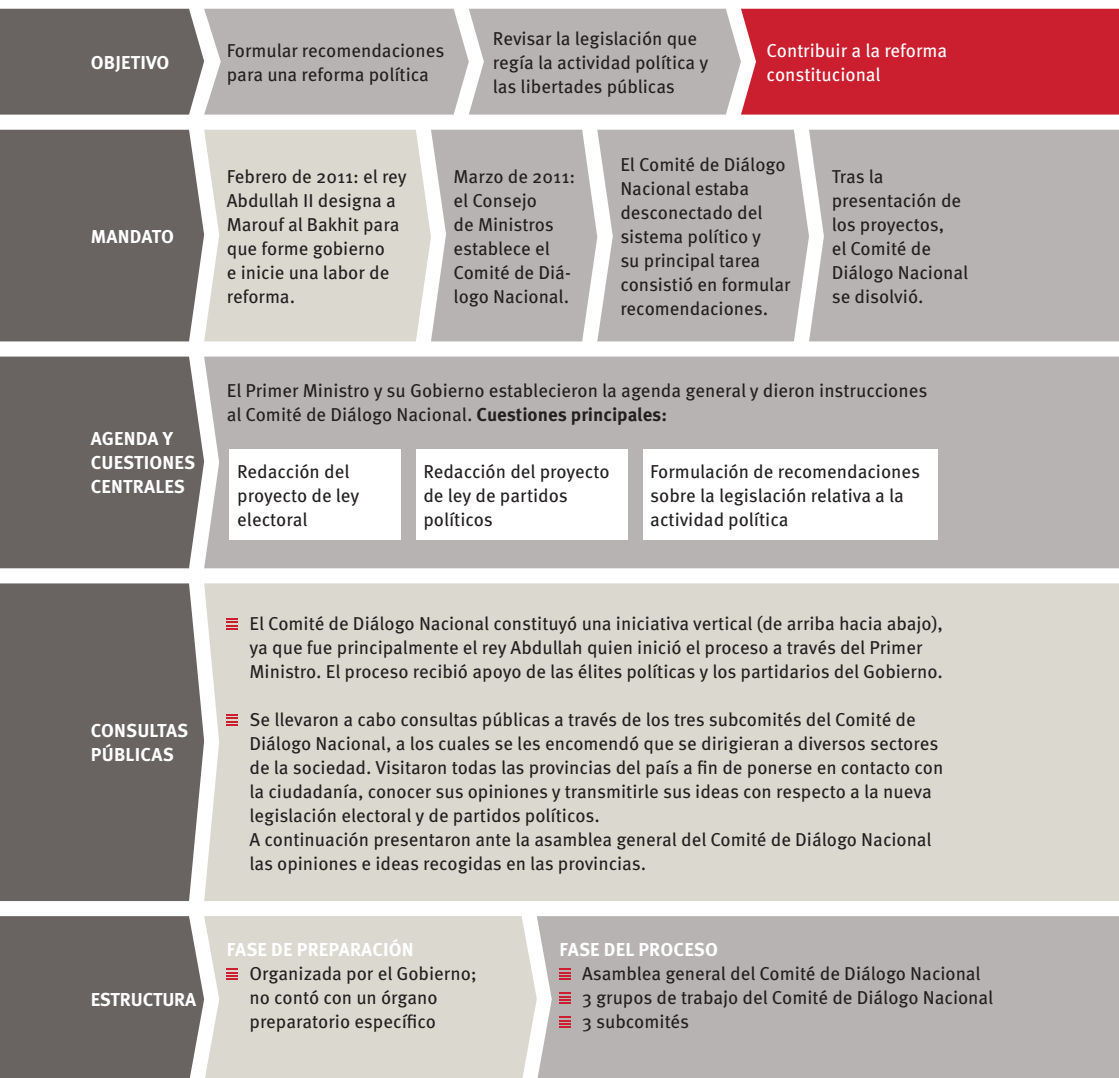 OBJETIVO
Formular recomendaciones
para una reforma política
Revisar la legislación que
regía la actividad política y
las libertades públicas
Contribuir a la reforma
constitucional
MANDATO
Febrero de 2011: el rey
Abdullah II designa a
Marouf al Bakhit para
que forme gobierno
e inicie una labor de
reforma.
Marzo de 2011:
el Consejo
de Ministros
establece el
Comité de Diá-
logo Nacional.
El Comité de Diálogo
Nacional estaba
desconectado del
sistema político y
su principal tarea
consistió en formular
recomendaciones.
Tras la
presentación de
los proyectos,
el Comité de
Diálogo Nacional
se disolvió.
AGENDA Y
CUESTIONES
CENTRALES
El Primer Ministro y su Gobierno establecieron la agenda general y dieron instrucciones
al Comité de Diálogo Nacional. Cuestiones principales:
Redacción del
proyecto de ley
electoral
Redacción del proyecto
de ley de partidos
políticos
Formulación de recomendaciones
sobre la legislación relativa a la
actividad política
CONSULTAS
PÚBLICAS
El Comité de Diálogo Nacional constituyó una iniciativa vertical (de arriba hacia abajo),
ya que fue principalmente el rey Abdullah quien inició el proceso a través del Primer
Ministro. El proceso recibió apoyo de las élites políticas y los partidarios del Gobierno.
Se llevaron a cabo consultas públicas a través de los tres subcomités del Comité de
Diálogo Nacional, a los cuales se les encomendó que se dirigieran a diversos sectores
de la sociedad. Visitaron todas las provincias del país a fin de ponerse en contacto con
la ciudadanía, conocer sus opiniones y transmitirle sus ideas con respecto a la nueva
legislación electoral y de partidos políticos.
A continuación presentaron ante la asamblea general del Comité de Diálogo Nacional
las opiniones e ideas recogidas en las provincias.
ESTRUCTURA
FASE DE PREPARACIÓN
Organizada por el Gobierno;
no contó con un órgano
preparatorio específico
FASE DEL PROCESO
Asamblea general del Comité de Diálogo Nacional
3 grupos de trabajo del Comité de Diálogo Nacional
3 subcomités